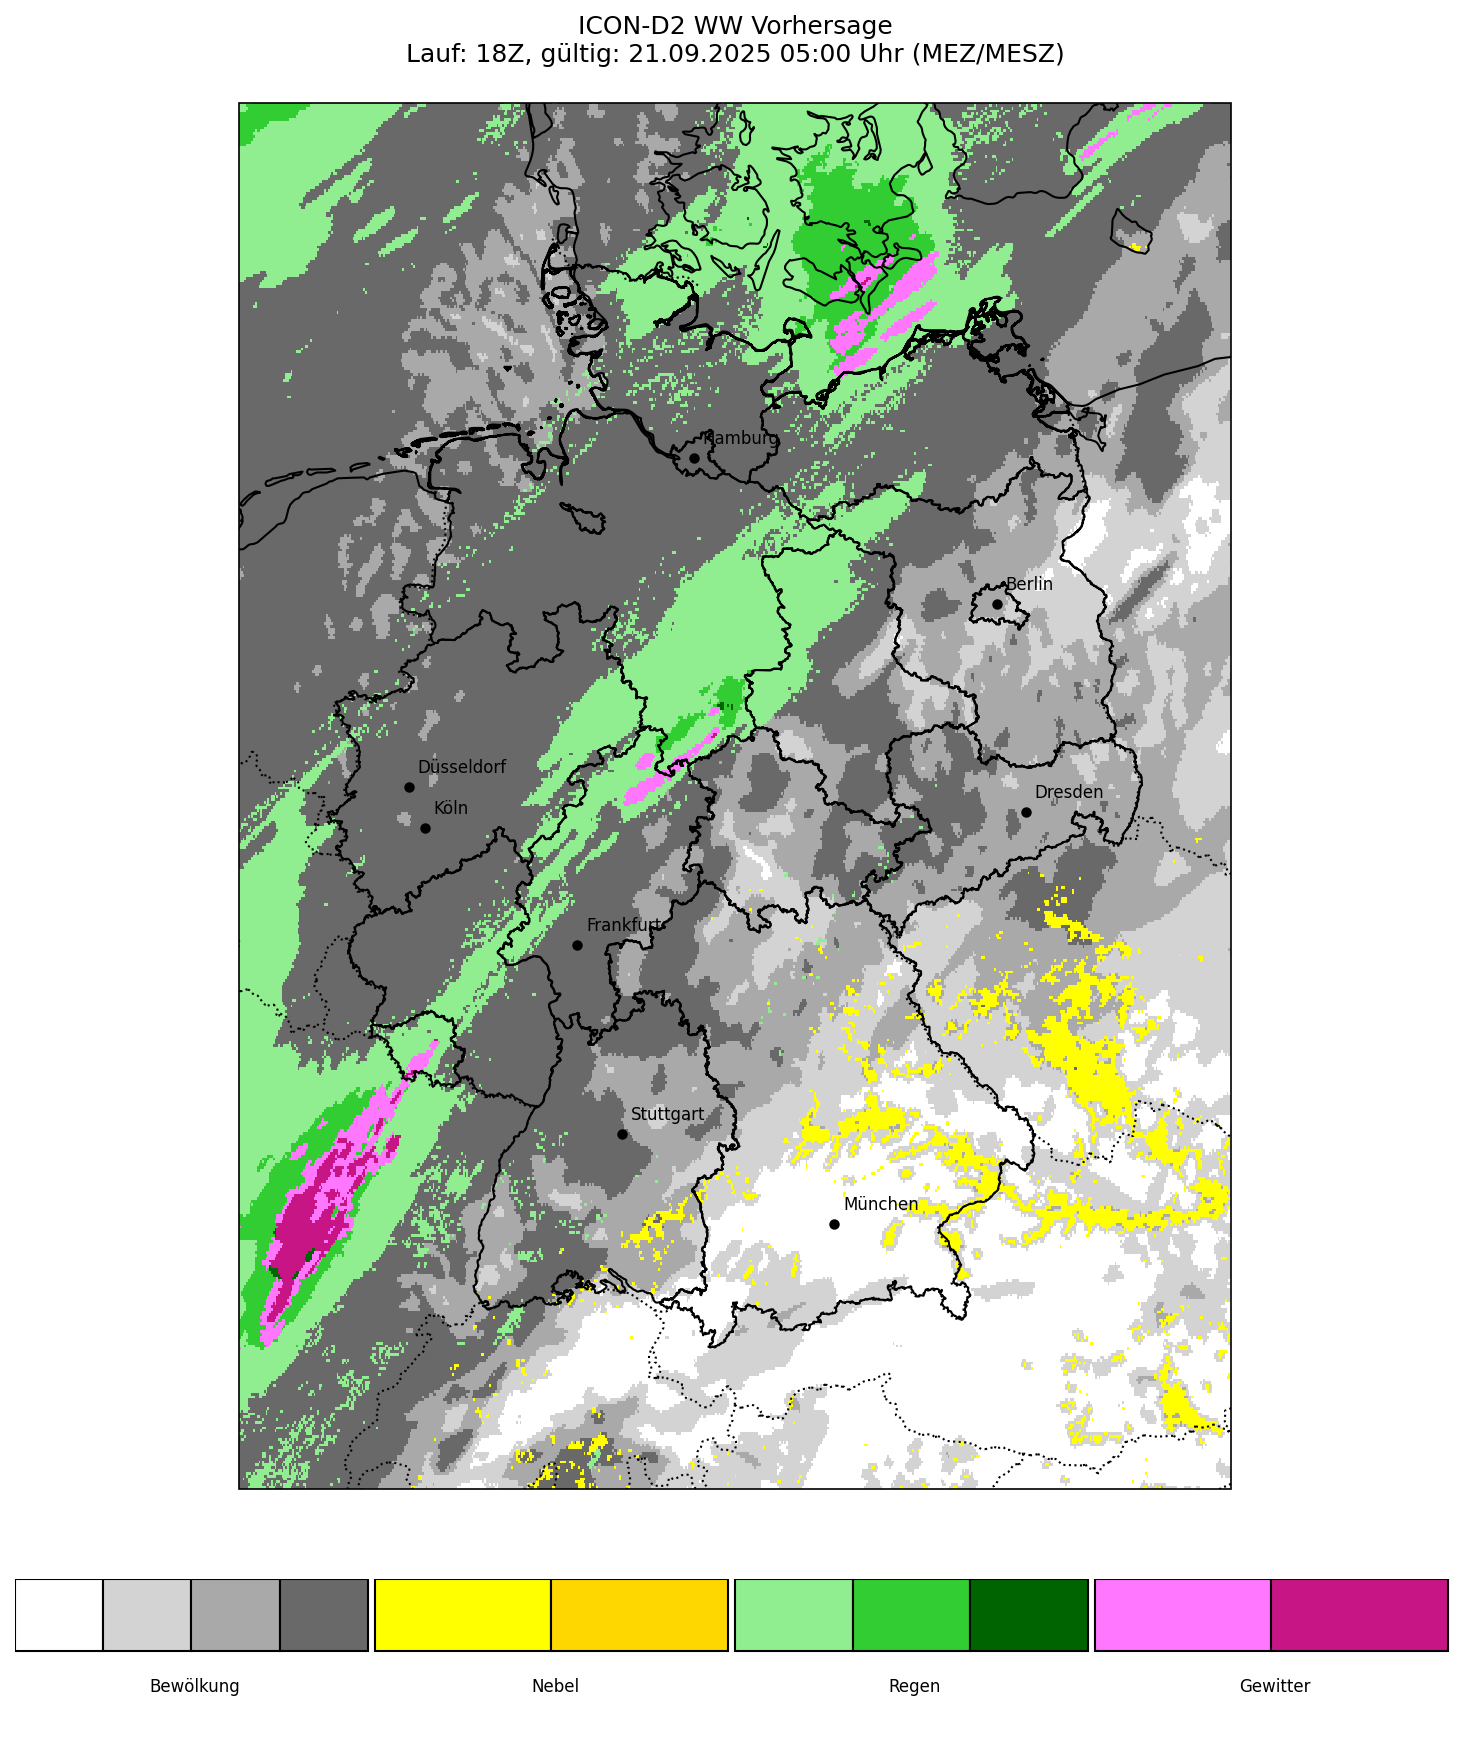 ICON-D2 WW Vorhersage
Lauf: 18Z, gültig: 21.09.2025 05:00 Uhr (MEZ/MESZ)
Hamburg
Berlin
Düsseldorf
Köln
Dresden
Frankfurt
Stuttgart
München
Bewölkung
Nebel
Regen
Gewitter